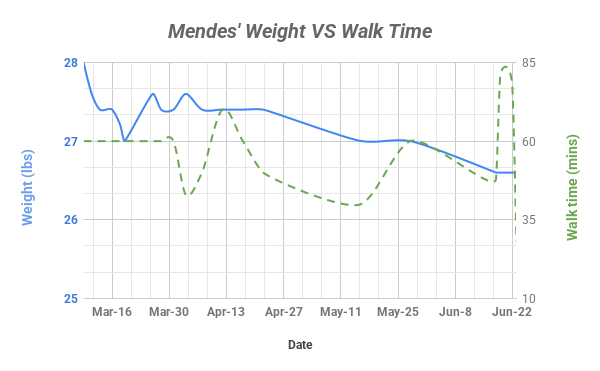 Mendes' Weight VS Walk Time
28
27
26
25
Weight (lbs)
85
60
35
10
Walk time (mins)
Mar-16 Mar-30 Apr-13 Apr-27 May-11 May-25 Jun-8 Jun-22
Date